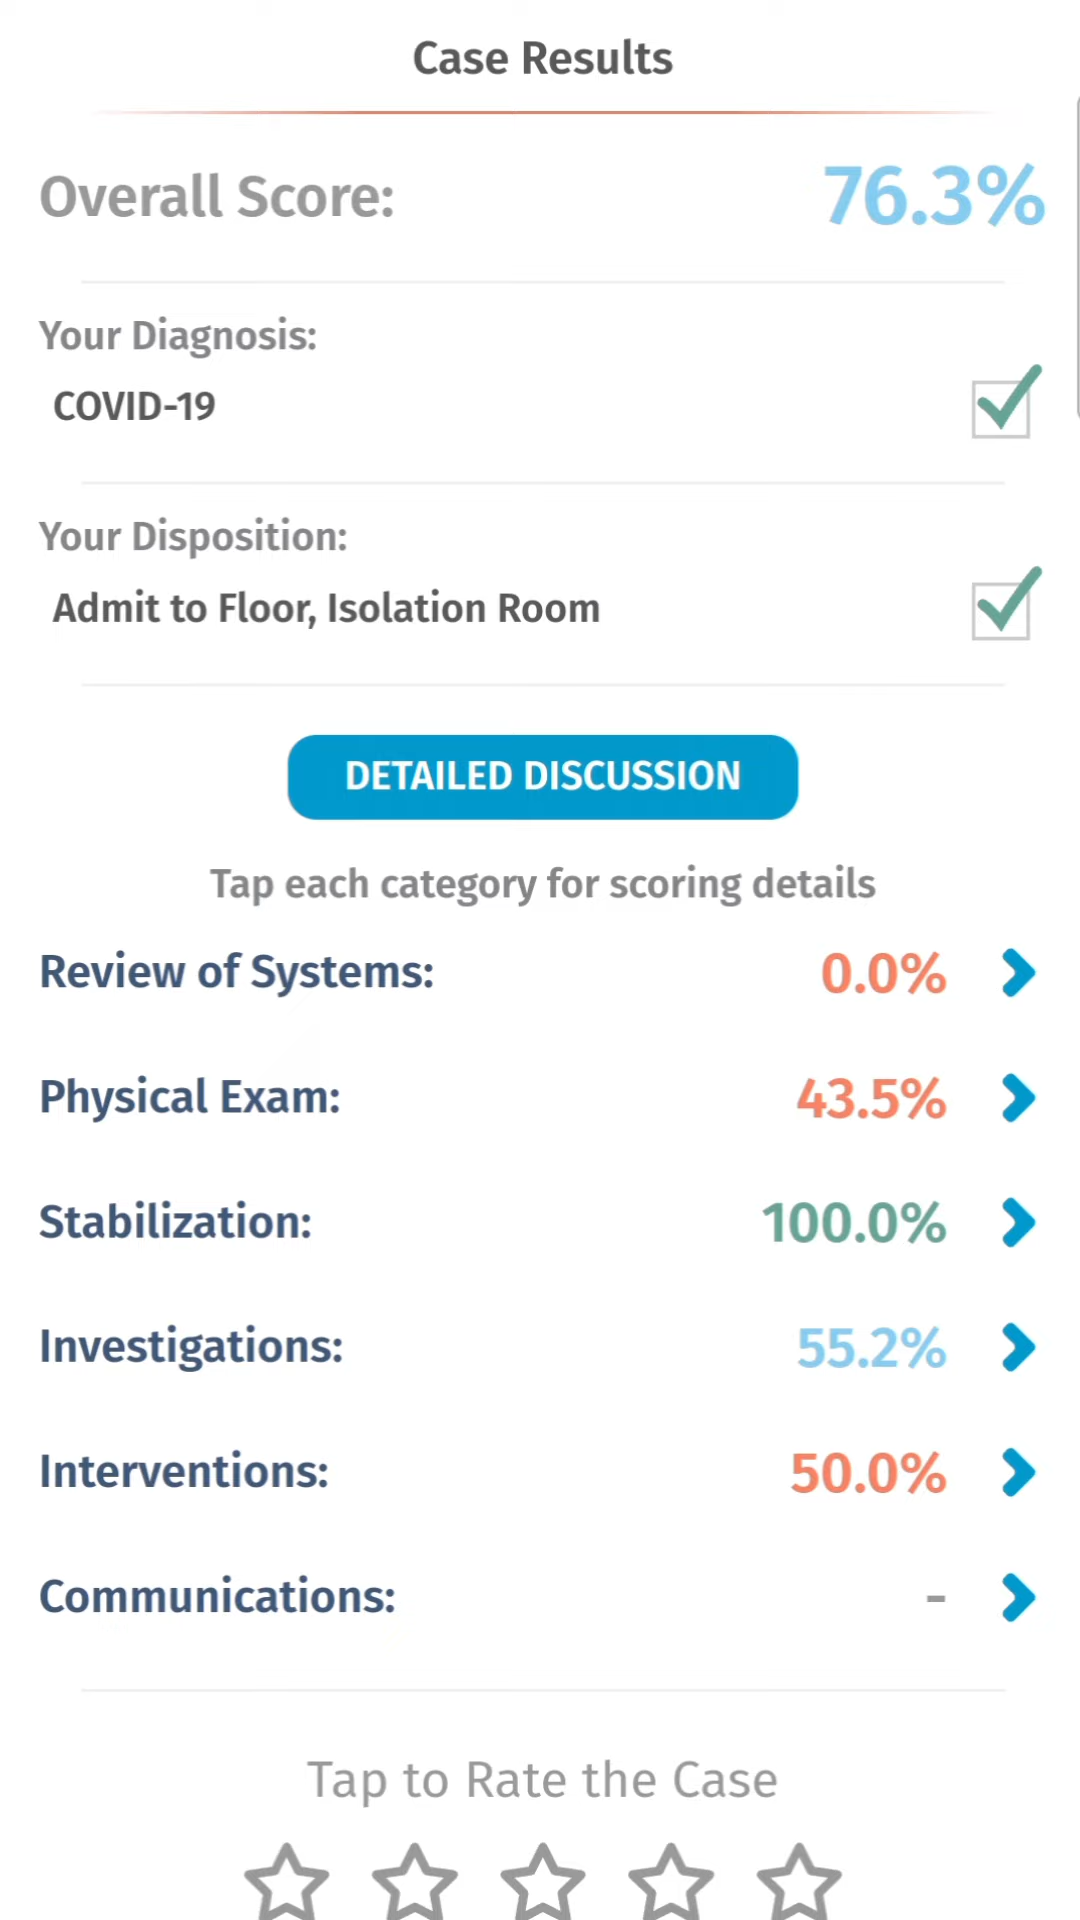 Case Results
Overall Score: 76.3%
Your Diagnosis:
COVID-19
Your Disposition:
Admit to Floor, Isolation Room
DETAILED DISCUSSION
Tap each category for scoring details
Review of Systems: 0.0%
Physical Exam: 43.5%
Stabilization: 100.0%
Investigations: 55.2%
Interventions: 50.0%
Communications: -
Tap to Rate the Case